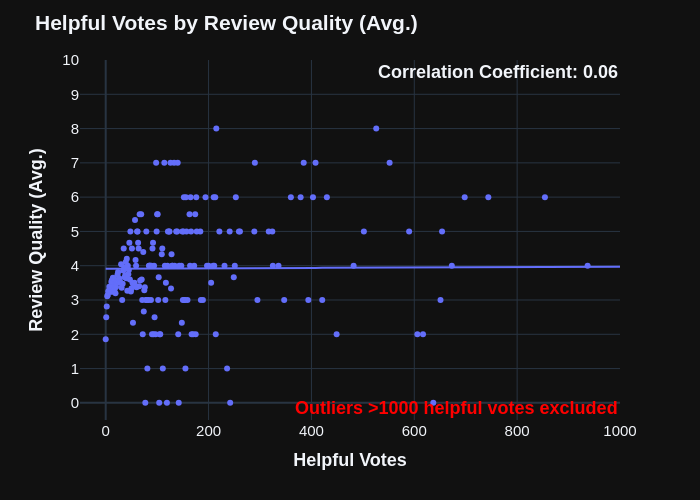 Helpful Votes by Review Quality (Avg.)
Correlation Coefficient: 0.06
Review Quality (Avg.)
10
9
8
7
6
5
4
3
2
1
0
Outliers >1000 helpful votes excluded
0 200 400 600 800 1000
Helpful Votes